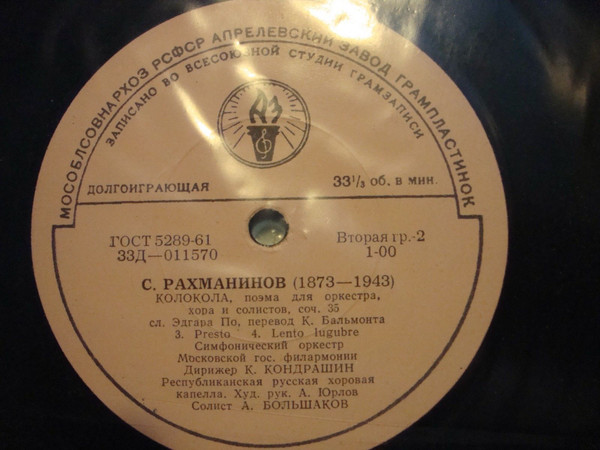 МОСОБЛСОВНАРХОЗ РСФСР АПРЕЛЕВСКИЙ ЗАВОД ГРАМПЛАСТИНОК
ЗАПИСАНО ВО ВСЕСОЮЗНОЙ СТУДИИ ГРАМЗАПИСИ
АЗ
ДОЛГОИГРАЮЩАЯ 33⅓ об. в мин.
ГОСТ 5289-61 Вторая гр.-2
33Д—011570 1-00
С. РАХМАНИНОВ (1873—1943)
КОЛОКОЛА, поэма для оркестра,
хора и солистов, соч. 35
сл. Эдгара По, перевод К. Бальмонта
3. Presto 4. Lento lugubre
Симфонический оркестр
Московской гос. филармонии
Дирижер К. КОНДРАШИН
Республиканская русская хоровая
капелла. Худ. рук. А. Юрлов
Солист А. БОЛЬШАКОВ